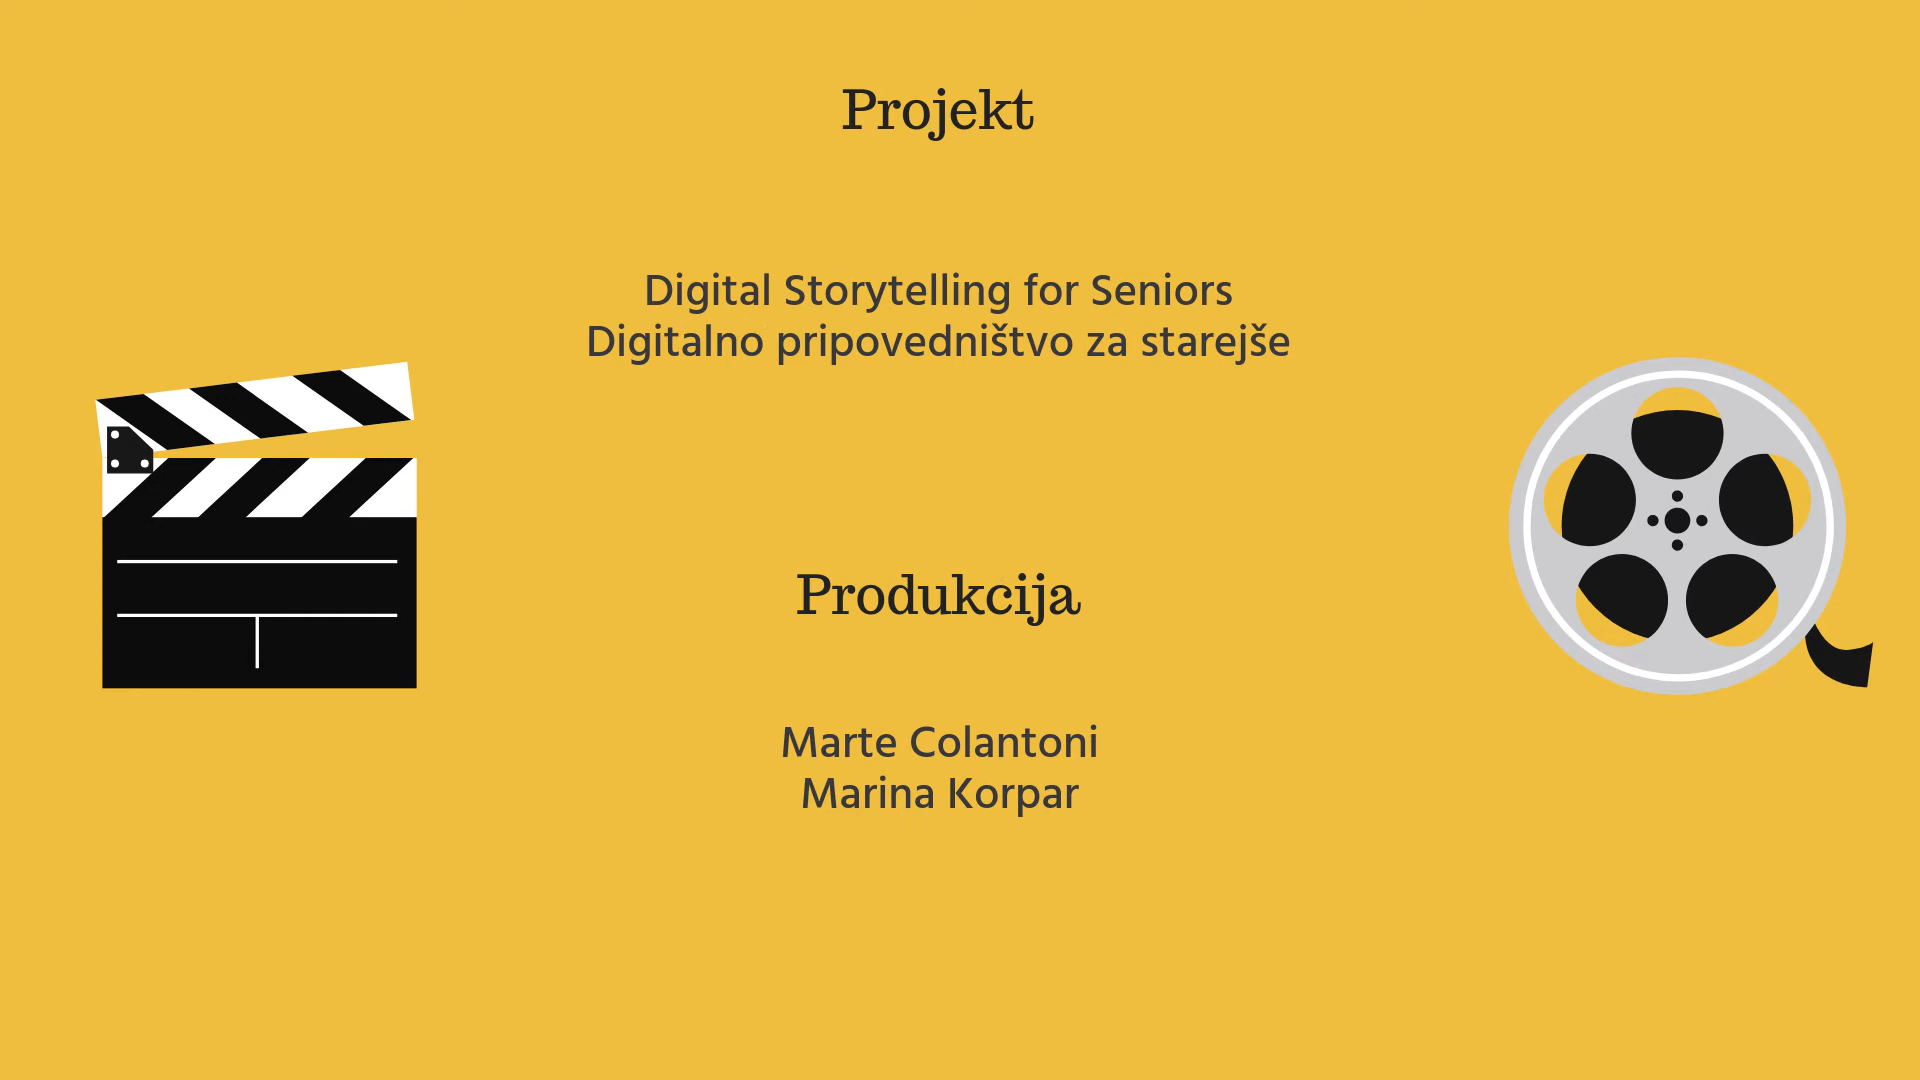 Projekt
Digital Storytelling for Seniors
Digitalno pripovedništvo za starejše
Produkcija
Marte Colantoni
Marina Korpar